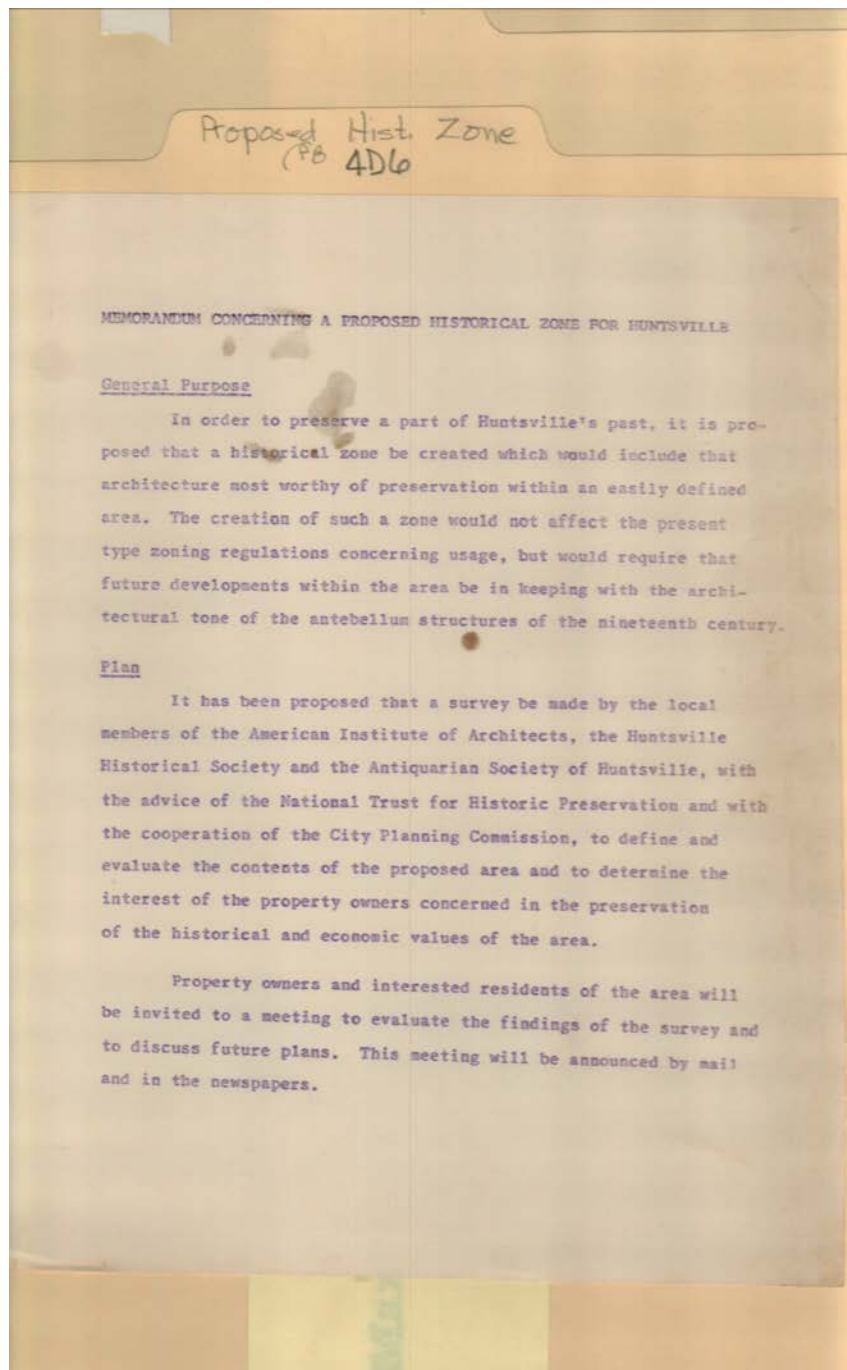 Proposed Hist. Zone
4D6
MEMORANDUM CONCERNING A PROPOSED HISTORICAL ZONE FOR HUNTSVILLE
General Purpose
In order to preserve a part of Huntsville's past, it is pro-
posed that a historical zone be created which would include that
architecture most worthy of preservation within an easily defined
area. The creation of such a zone would not affect the present
type zoning regulations concerning usage, but would require that
future developments within the area be in keeping with the archi-
tectural tone of the antebellum structures of the nineteenth century.
Plan
It has been proposed that a survey be made by the local
members of the American Institute of Architects, the Huntsville
Historical Society and the Antiquarian Society of Huntsville, with
the advice of the National Trust for Historic Preservation and with
the cooperation of the City Planning Commission, to define and
evaluate the contents of the proposed area and to determine the
interest of the property owners concerned in the preservation
of the historical and economic values of the area.
Property owners and interested residents of the area will
be invited to a meeting to evaluate the findings of the survey and
to discuss future plans. This meeting will be announced by mail
and in the newspapers.